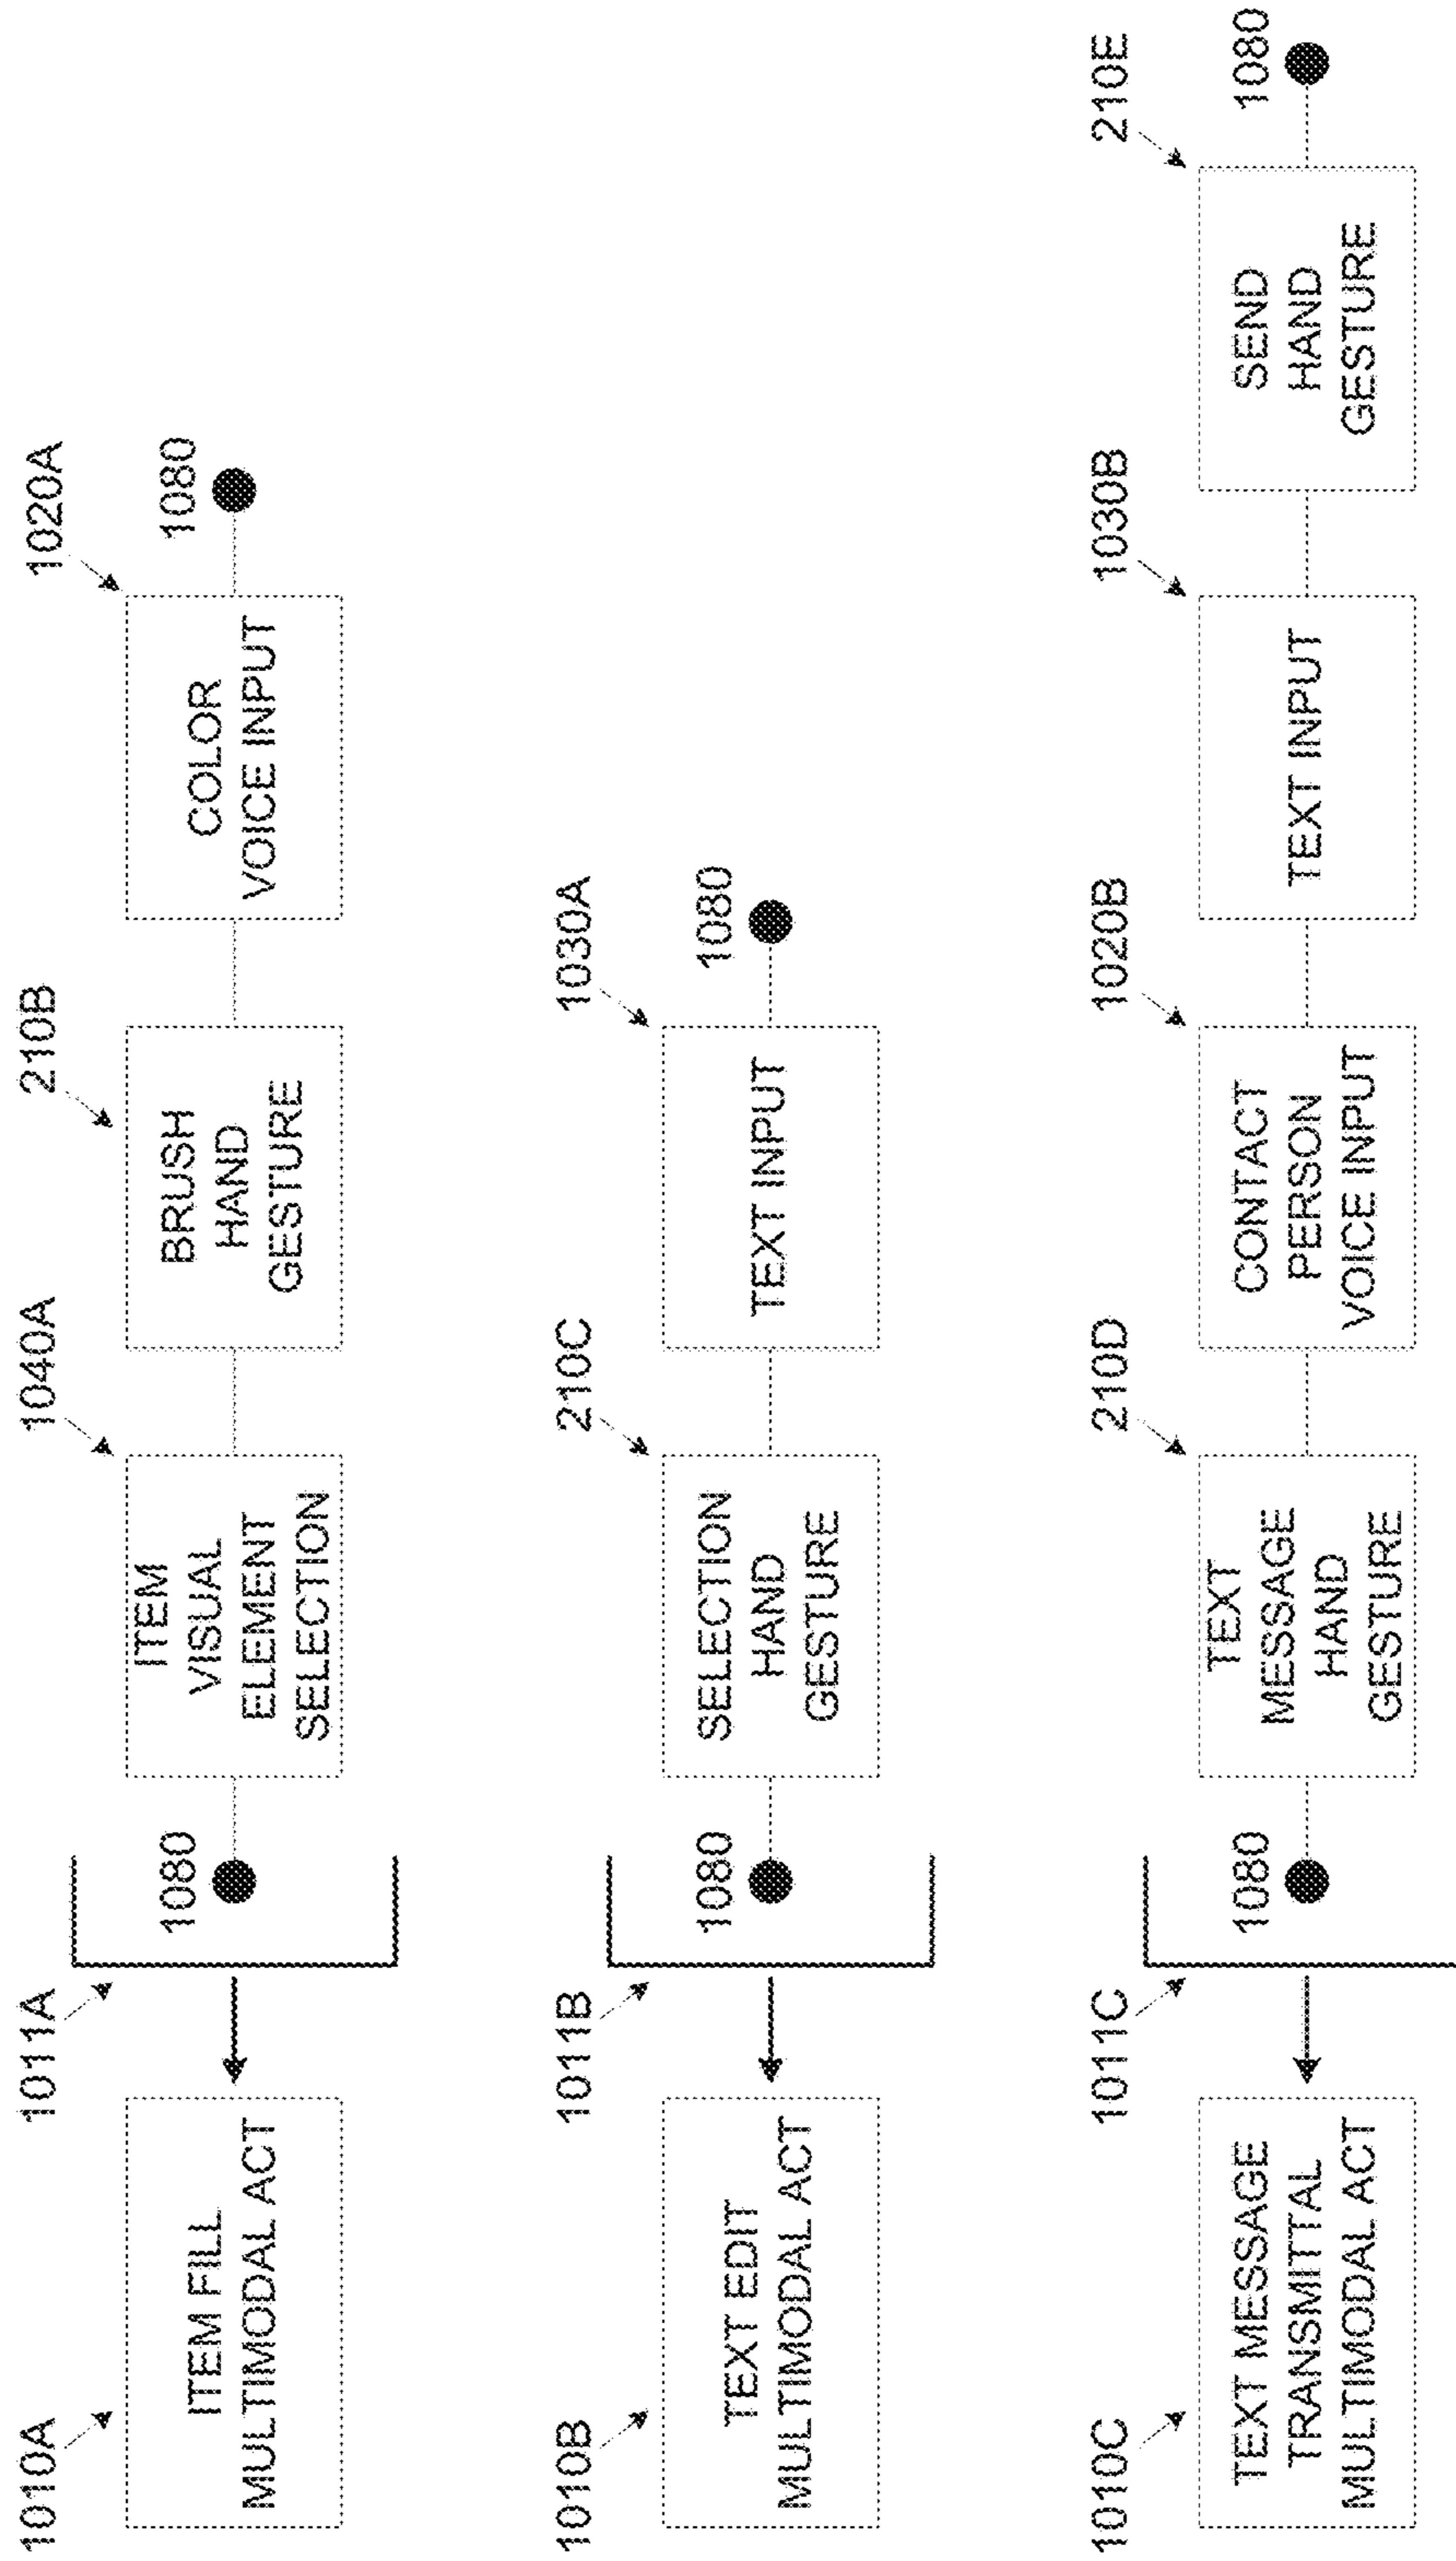 1010A
ITEM FILL
MULTIMODAL ACT
1011A
1080
1040A
ITEM
VISUAL
ELEMENT
SELECTION
210B
BRUSH
HAND
GESTURE
1020A
COLOR
VOICE INPUT
1080
1010B
TEXT EDIT
MULTIMODAL ACT
1011B
1080
210C
SELECTION
HAND
GESTURE
1030A
TEXT INPUT
1080
1010C
TEXT MESSAGE
TRANSMITTAL
MULTIMODAL ACT
1011C
1080
210D
TEXT
MESSAGE
HAND
GESTURE
1020B
CONTACT
PERSON
VOICE INPUT
1030B
TEXT INPUT
210E
SEND
HAND
GESTURE
1080